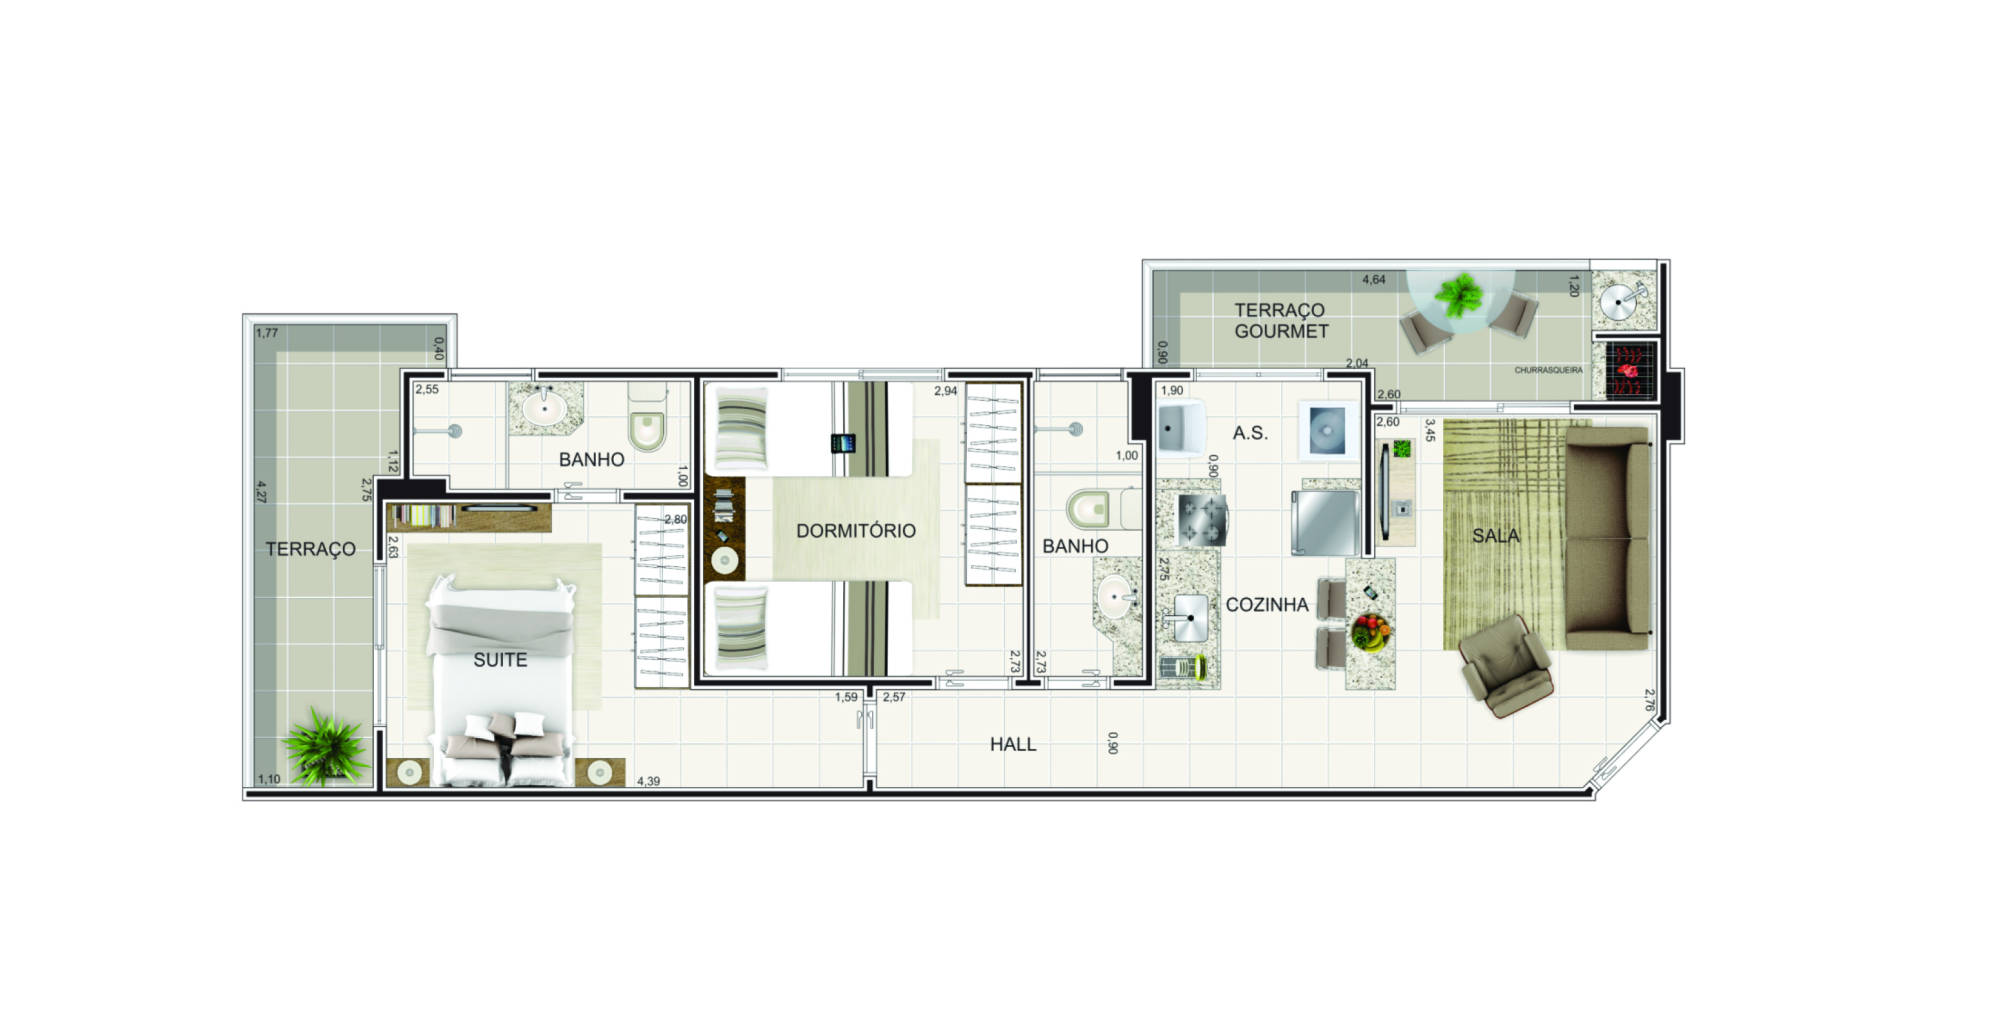 4,64
1,20
TERRAÇO
GOURMET
1,77
0,40
0,90
2,04
CHURRASQUEIRA
2,55
2,94
1,90
2,60
2,60
3,45
A.S.
BANHO
1,12
1,00
1,00
0,90
2,75
4,27
2,80
DORMITÓRIO
SALA
TERRAÇO
2,63
BANHO
2,75
COZINHA
SUITE
2,73
2,73
1,59
2,57
2,76
HALL
0,90
1,10
4,39